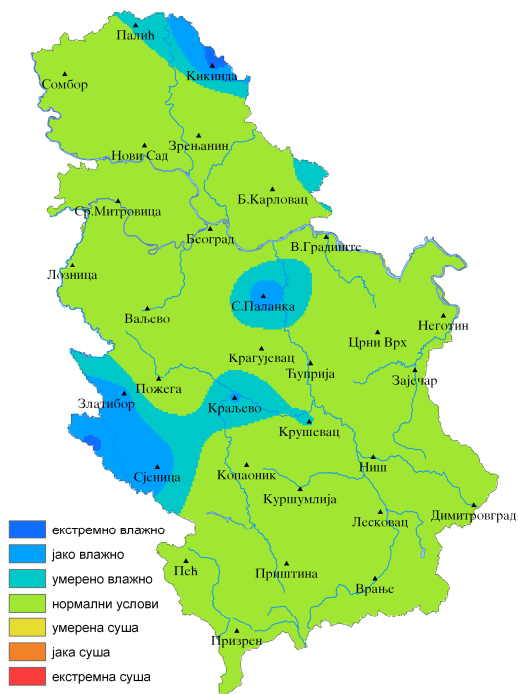 Палић
Кикинда
Сомбор
Зрењанин
Нови Сад
Б.Карловац
Ср.Митровица
Београд
В.Градиште
Лозница
С.Паланка
Ваљево
Неготин
Црни Врх
Крагујевац
Ћуприја
Зајечар
Пожега
Златибор
Краљево
Крушевац
Ниш
Сјеница
Копаоник
Куршумлија
Димитровград
Лесковац
Пећ
Приштина
Врање
Призрен
екстремно влажно
јако влажно
умерено влажно
нормални услови
умерена суша
јака суша
екстремна суша